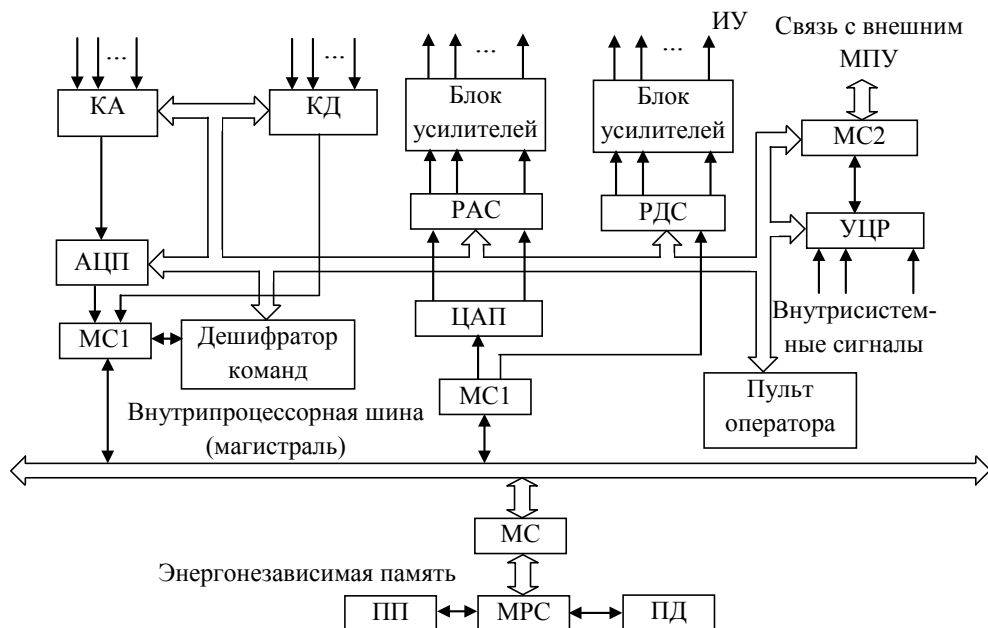 ...
...
КА
КД
...
...
ИУ
Блок
усилителей
Блок
усилителей
Связь с внешним
МПУ
МС2
РАС
РДС
УЦР
АЦП
ЦАП
Внутрисистем-
ные сигналы
МС1
Дешифратор
команд
МС1
Пульт
оператора
Внутрипроцессорная шина
(магистраль)
МС
Энергонезависимая память
ПП
МРС
ПД